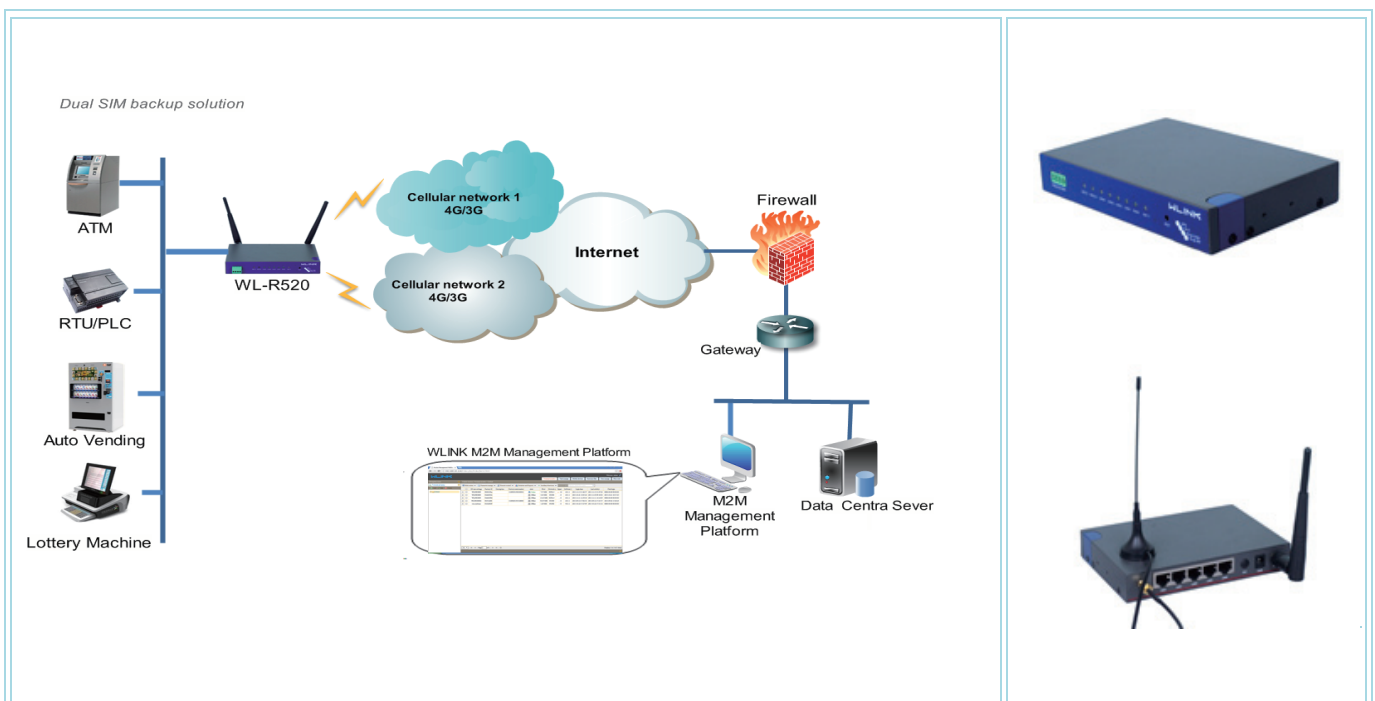 Dual SIM backup solution
ATM
RTU/PLC
Auto Vending
Lottery Machine
WL-R520
Cellular network 1
4G/3G
Cellular network 2
4G/3G
Internet
Firewall
Gateway
WLINK M2M Management Platform
M2M
Management
Platform
Data Centra Sever
WLINK